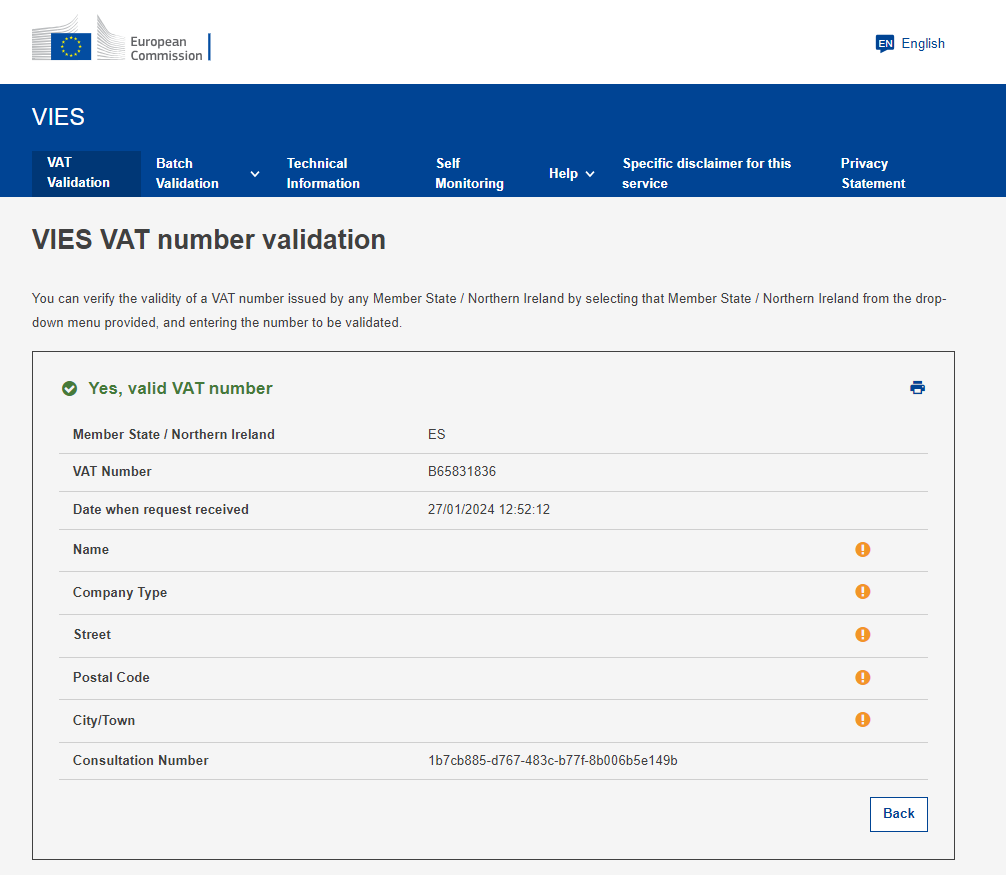 European
Commission
EN English
VIES
VAT
Validation
Batch
Validation
Technical
Information
Self
Monitoring
Help
Specific disclaimer for this
service
Privacy
Statement
VIES VAT number validation
You can verify the validity of a VAT number issued by any Member State / Northern Ireland by selecting that Member State / Northern Ireland from the drop-
down menu provided, and entering the number to be validated.
Yes, valid VAT number
Member State / Northern Ireland ES
VAT Number B65831836
Date when request received 27/01/2024 12:52:12
Name
Company Type
Street
Postal Code
City/Town
Consultation Number 1b7cb885-d767-483c-b77f-8b006b5e149b
Back